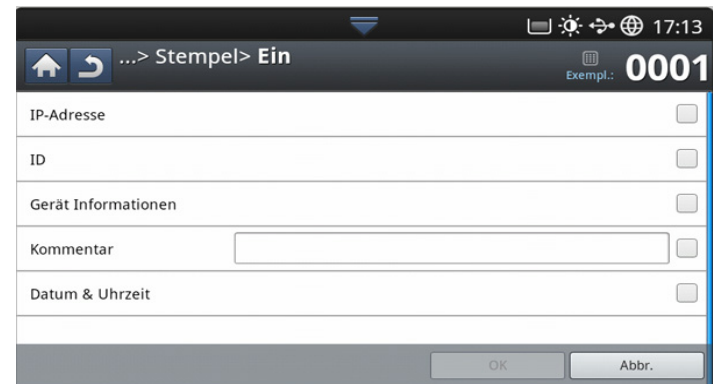 17:13
...> Stempel> Ein
Exempl.: 0001
IP-Adresse
ID
Gerät Informationen
Kommentar
Datum & Uhrzeit
OK
Abbr.